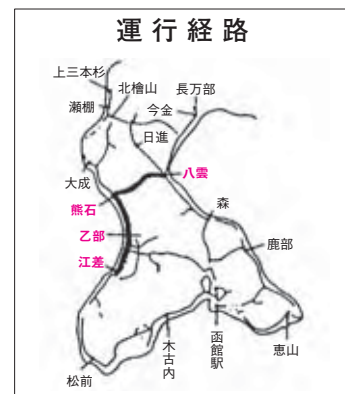 運行経路
上三本杉
北檜山
瀬棚
今金
長万部
日進
八雲
大成
熊石
森
乙部
鹿部
江差
恵山
函館駅
木古内
松前